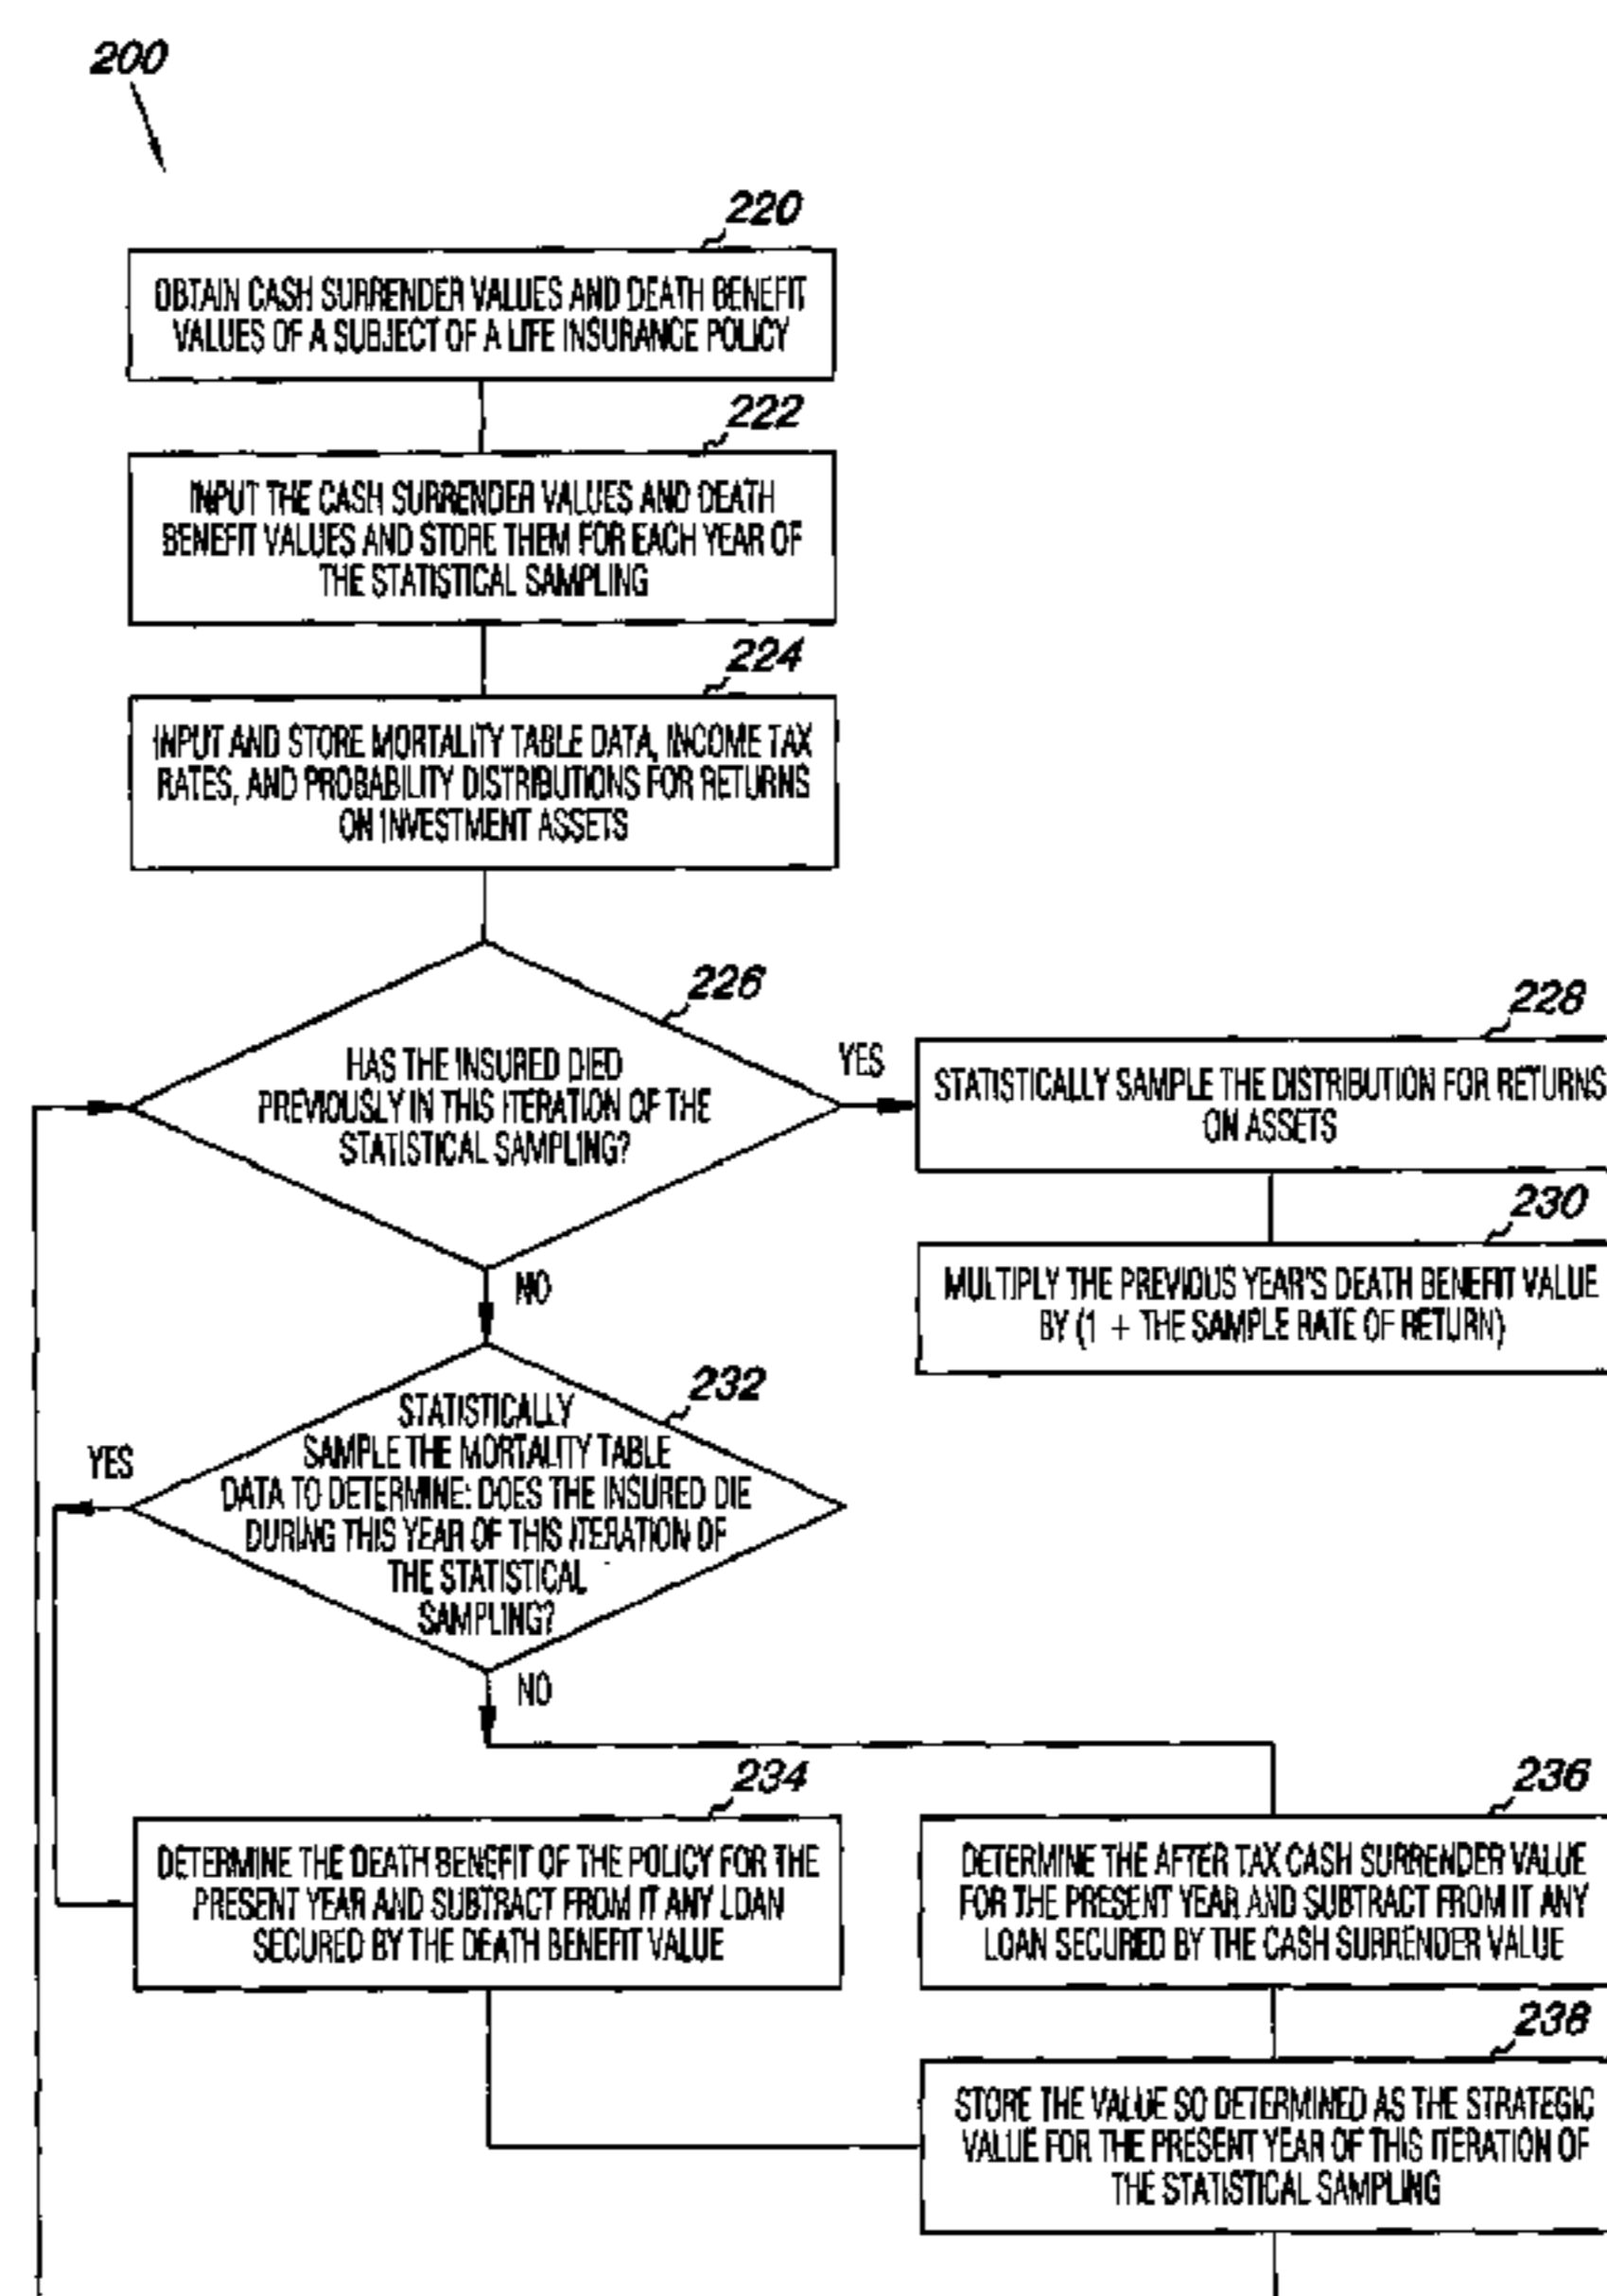 200
220
OBTAIN CASH SURRENDER VALUES AND DEATH BENEFIT
VALUES OF A SUBJECT OF A LIFE INSURANCE POLICY
222
INPUT THE CASH SURRENDER VALUES AND DEATH
BENEFIT VALUES AND STORE THEM FOR EACH YEAR OF
THE STATISTICAL SAMPLING
224
INPUT AND STORE MORTALITY TABLE DATA, INCOME TAX
RATES, AND PROBABILITY DISTRIBUTIONS FOR RETURNS
ON INVESTMENT ASSETS
226
HAS THE INSURED DIED
PREVIOUSLY IN THIS ITERATION OF THE
STATISTICAL SAMPLING?
YES
228
STATISTICALLY SAMPLE THE DISTRIBUTION FOR RETURNS
ON ASSETS
230
MULTIPLY THE PREVIOUS YEAR'S DEATH BENEFIT VALUE
BY (1 + THE SAMPLE RATE OF RETURN)
NO
232
STATISTICALLY
SAMPLE THE MORTALITY TABLE
DATA TO DETERMINE: DOES THE INSURED DIE
DURING THIS YEAR OF THIS ITERATION OF
THE STATISTICAL
SAMPLING?
YES
NO
234
DETERMINE THE DEATH BENEFIT OF THE POLICY FOR THE
PRESENT YEAR AND SUBTRACT FROM IT ANY LOAN
SECURED BY THE DEATH BENEFIT VALUE
236
DETERMINE THE AFTER TAX CASH SURRENDER VALUE
FOR THE PRESENT YEAR AND SUBTRACT FROM IT ANY
LOAN SECURED BY THE CASH SURRENDER VALUE
238
STORE THE VALUE SO DETERMINED AS THE STRATEGIC
VALUE FOR THE PRESENT YEAR OF THIS ITERATION OF
THE STATISTICAL SAMPLING